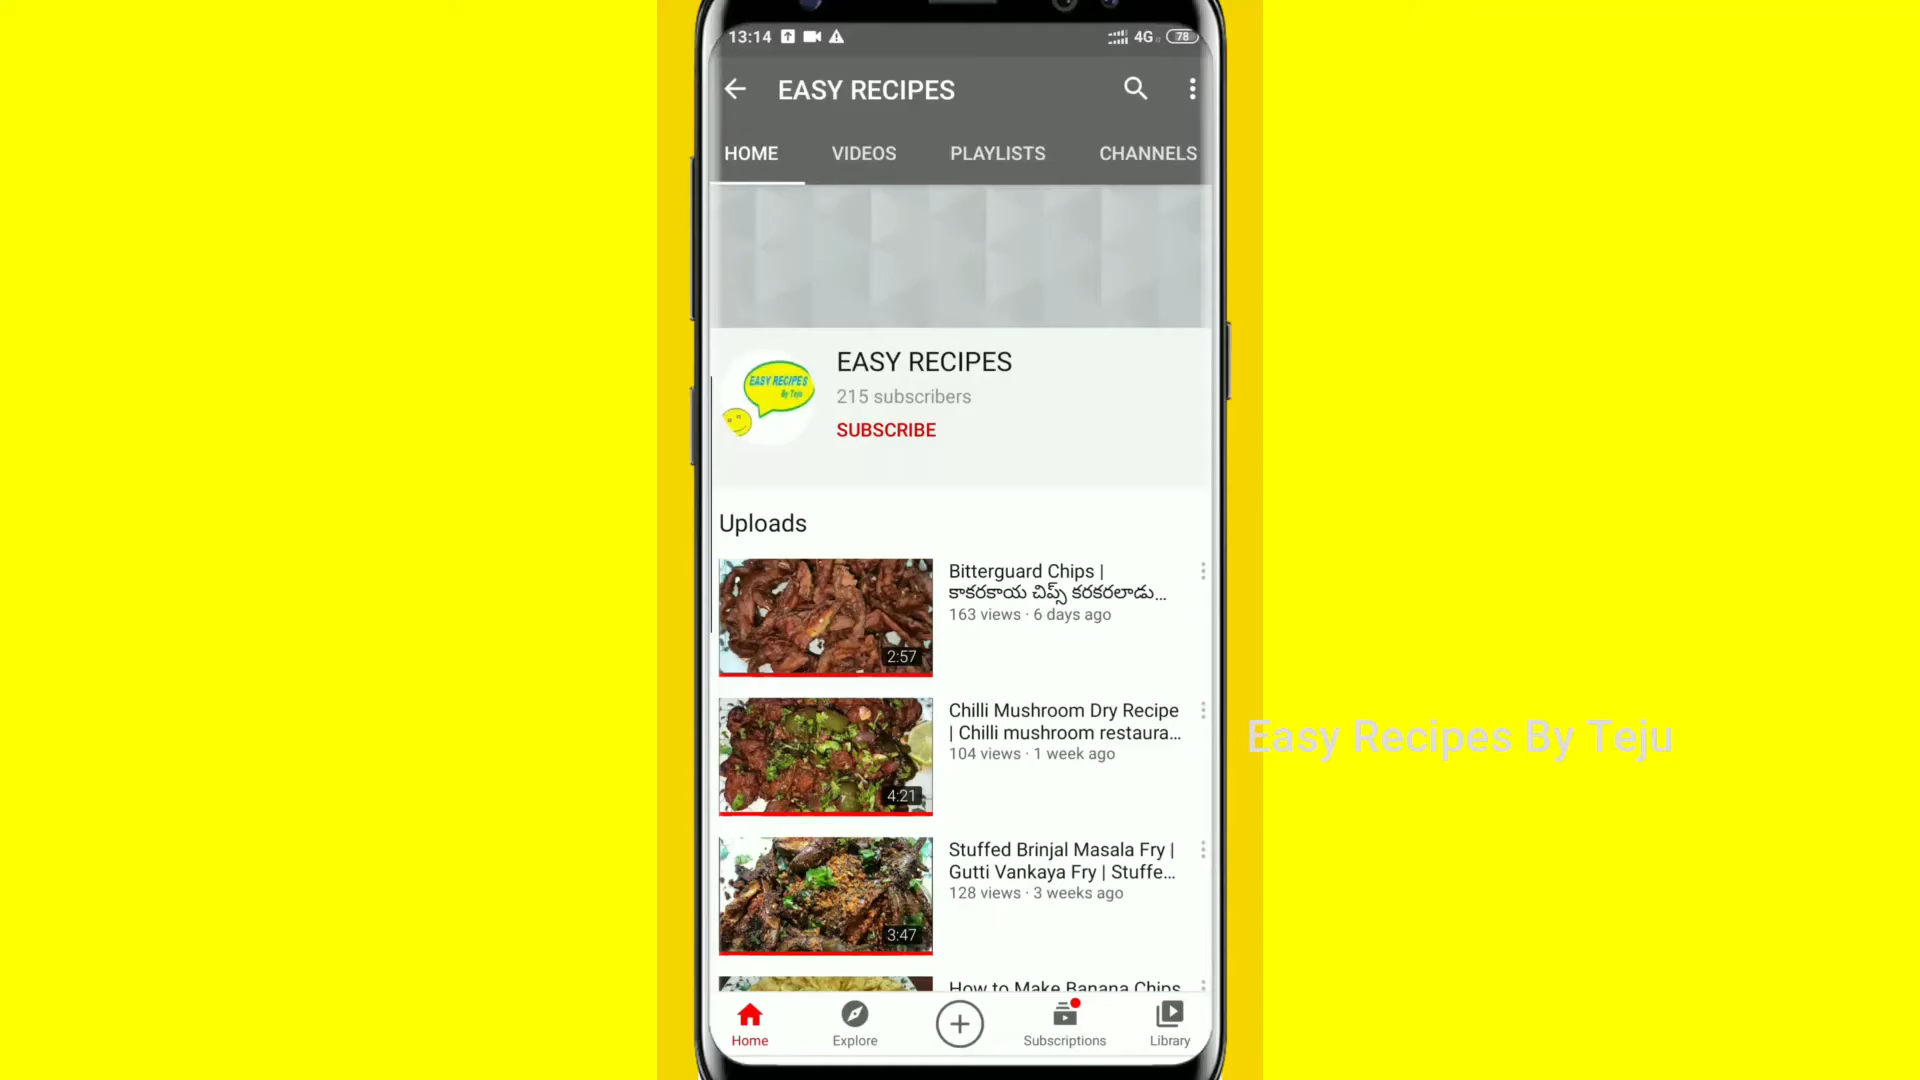 13:14
4G
78
EASY RECIPES
HOME VIDEOS PLAYLISTS CHANNELS
EASY RECIPES
By Teju
EASY RECIPES
215 subscribers
SUBSCRIBE
Uploads
Bitterguard Chips |
కాకరకాయ చిప్స్ కరకరలాడు...
163 views · 6 days ago
2:57
Chilli Mushroom Dry Recipe
| Chilli mushroom restaura...
104 views · 1 week ago
4:21
Easy Recipes By Teju
Stuffed Brinjal Masala Fry |
Gutti Vankaya Fry | Stuffe...
128 views · 3 weeks ago
3:47
How to Make Banana Chips
Home Explore Subscriptions Library